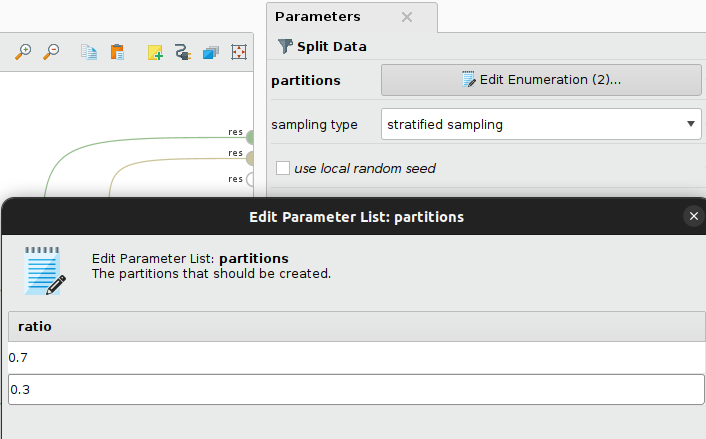 Parameters
Split Data
partitions
Edit Enumeration (2)...
res
sampling type
stratified sampling
res
res
use local random seed
Edit Parameter List: partitions
Edit Parameter List: partitions
The partitions that should be created.
ratio
0.7
0.3